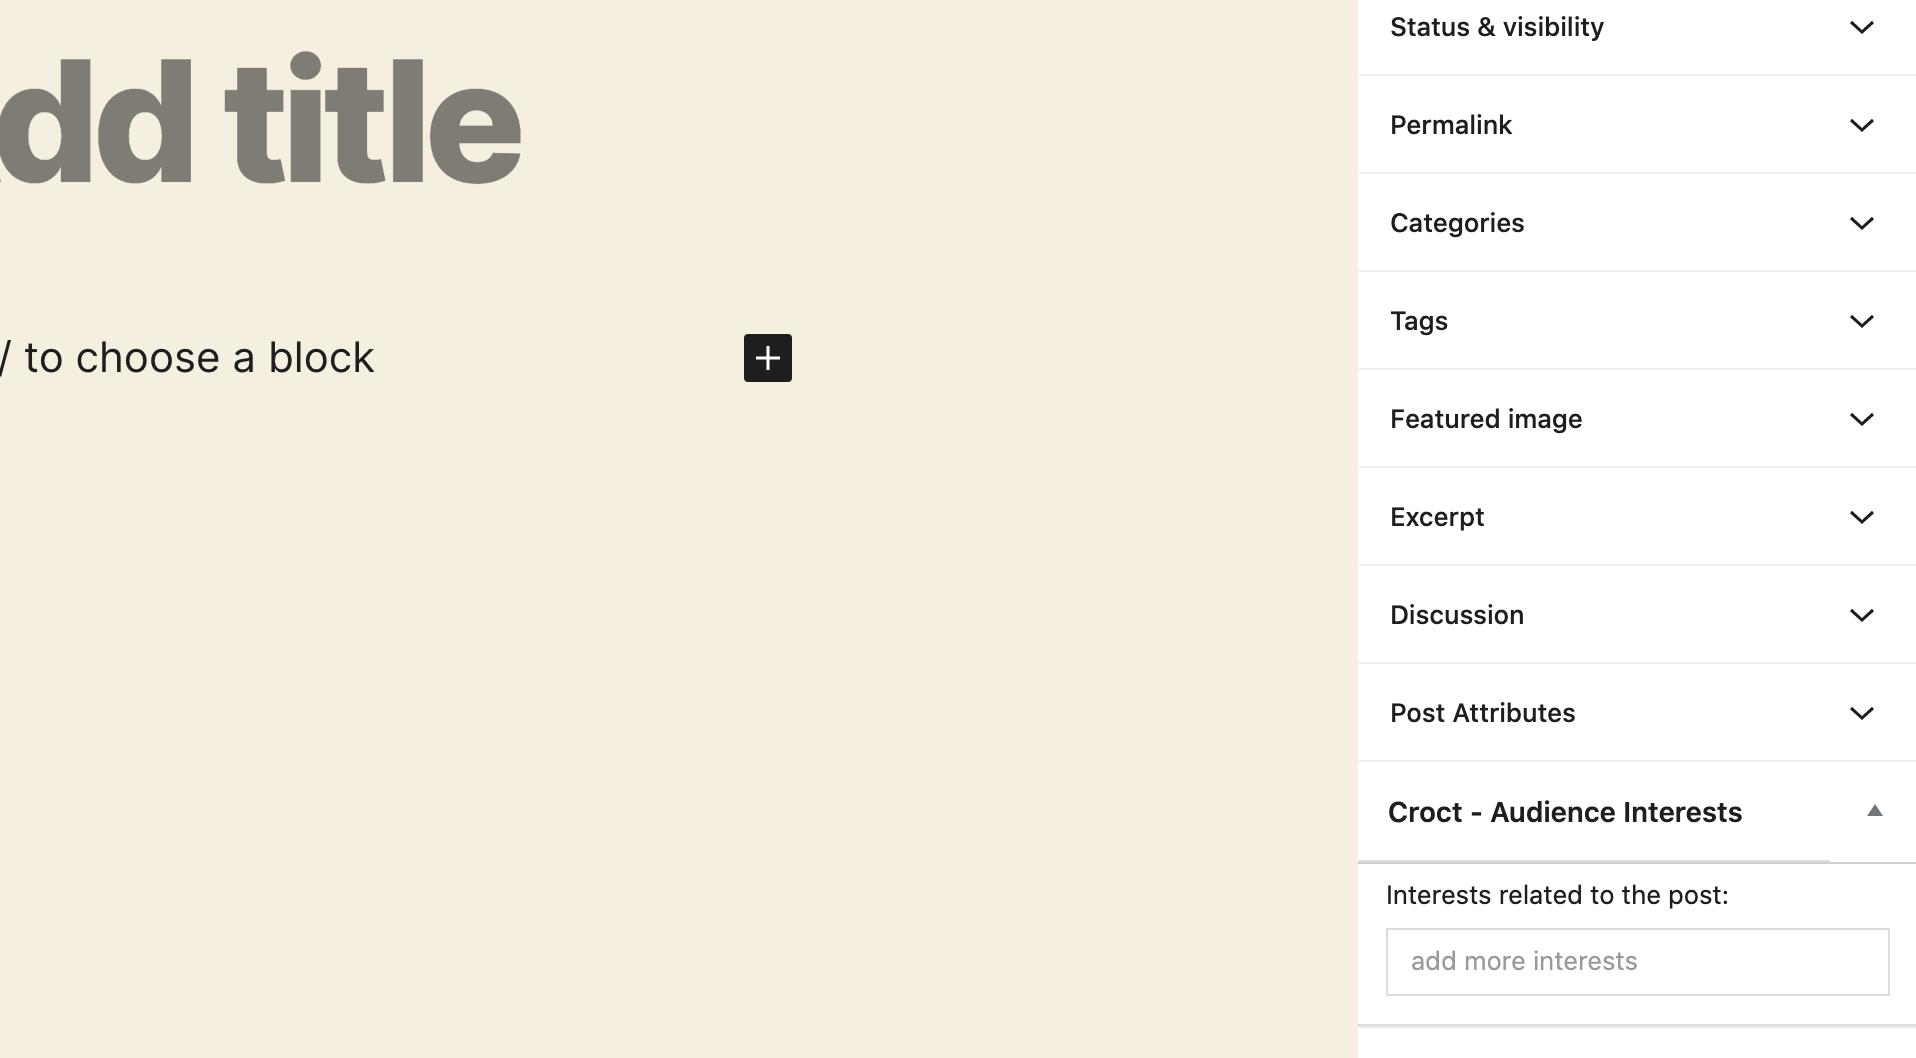 dd title
/ to choose a block
Status & visibility
Permalink
Categories
Tags
Featured image
Excerpt
Discussion
Post Attributes
Croct - Audience Interests
Interests related to the post:
add more interests